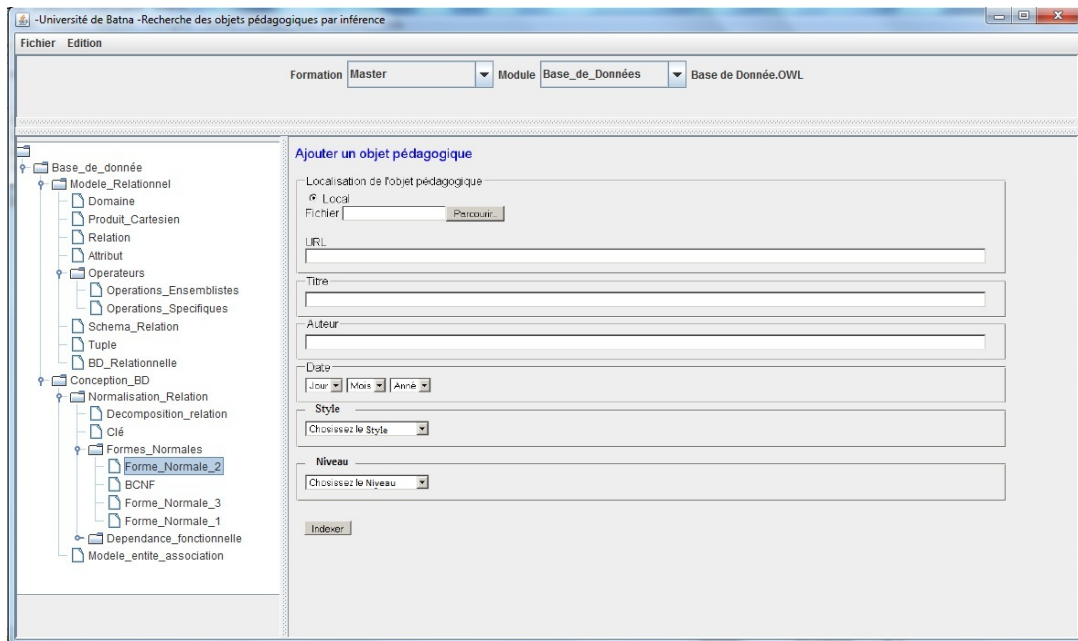 -Université de Batna -Recherche des objets pédagogiques par inférence
Fichier Edition
Formation Master Module Base_de_Données Base de Donnée.OWL
Base_de_donnée
Modele_Relationnel
Domaine
Produit_Cartesien
Relation
Attribut
Operateurs
Operations_Ensemblistes
Operations_Specifiques
Schema_Relation
Tuple
BD_Relationnelle
Conception_BD
Normalisation_Relation
Decomposition_relation
Clé
Formes_Normales
Forme_Normale_2
BCNF
Forme_Normale_3
Forme_Normale_1
Dependance_fonctionnelle
Modele_entite_association
Ajouter un objet pédagogique
Localisation de l'objet pédagogique
Local
Fichier Parcourir...
URL
Titre
Auteur
Date
Jour Mois Anné
Style
Chosissez le Style
Niveau
Chosissez le Niveau
Indexer